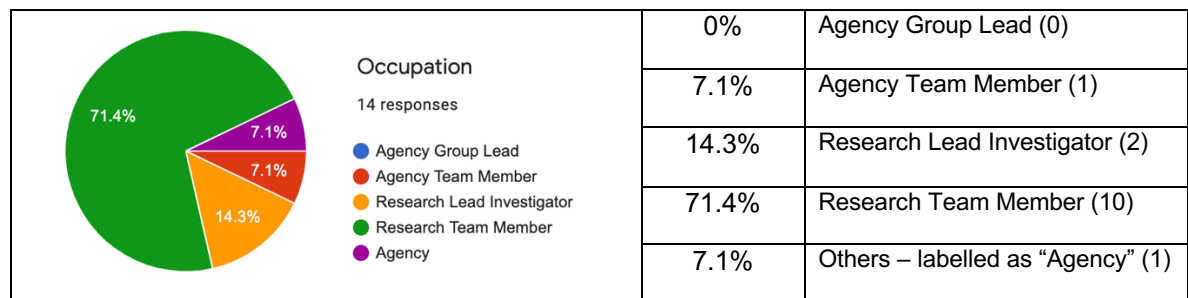 Occupation
14 responses
71.4%
7.1%
7.1%
14.3%
Agency Group Lead
Agency Team Member
Research Lead Investigator
Research Team Member
Agency
0% Agency Group Lead (0)
7.1% Agency Team Member (1)
14.3% Research Lead Investigator (2)
71.4% Research Team Member (10)
7.1% Others – labelled as “Agency” (1)